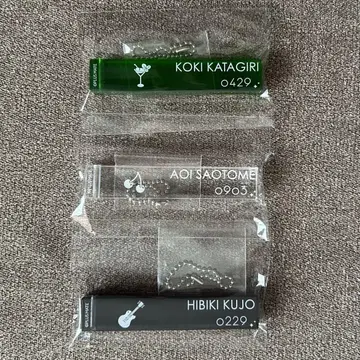 KOKI KATAGIRI
0429
AOI SAOTOME
0903
HIBIKI KUJO
0229